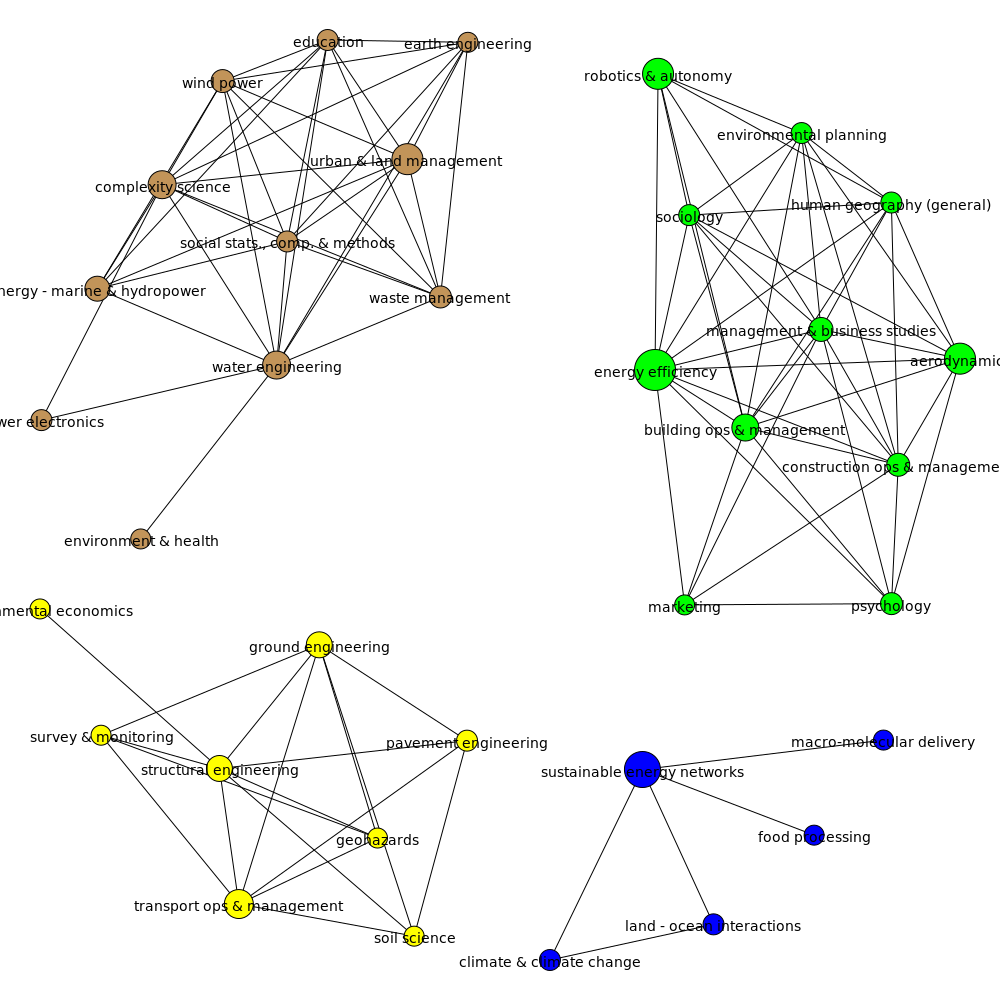 education
earth engineering
wind power
robotics & autonomy
environmental planning
urban & land management
complexity science
human geography (general)
sociology
social stats., comp. & methods
nergy - marine & hydropower
waste management
management & business studies
aerodynamic
water engineering
energy efficiency
wer electronics
building ops & management
construction ops & manageme
environment & health
mental economics
marketing
psychology
ground engineering
survey & monitoring
pavement engineering
macro-molecular delivery
structural engineering
sustainable energy networks
geohazards
food processing
transport ops & management
land - ocean interactions
soil science
climate & climate change